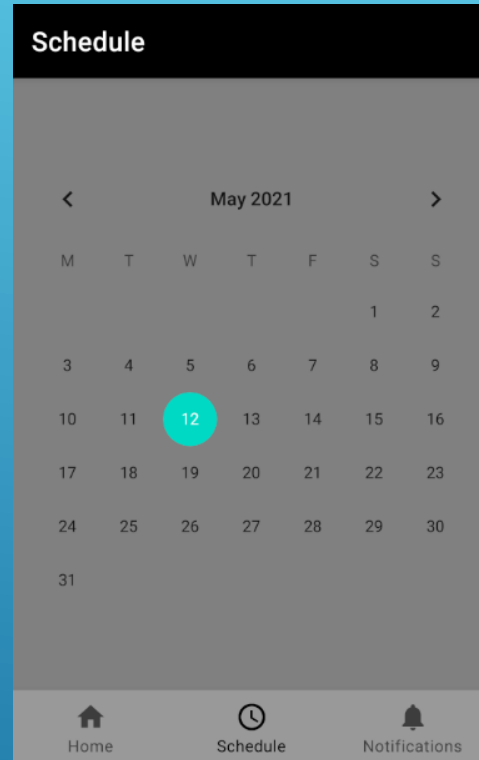 Schedule
May 2021
M T W T F S S
1 2
3 4 5 6 7 8 9
10 11 12 13 14 15 16
17 18 19 20 21 22 23
24 25 26 27 28 29 30
31
Home Schedule Notifications